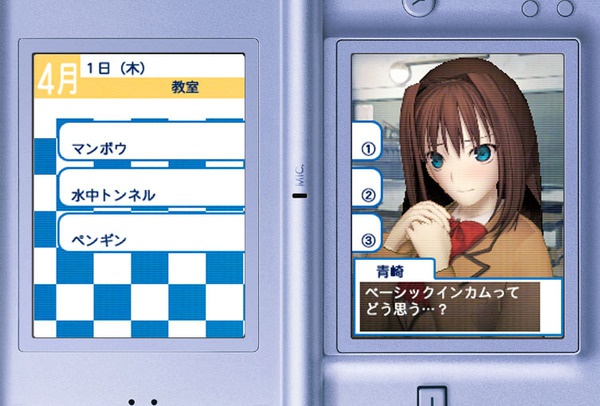 4月
1日（木）
教室
マンボウ
水中トンネル
ペンギン
MIC.
①
②
③
青崎
ベーシックインカムって
どう思う…？